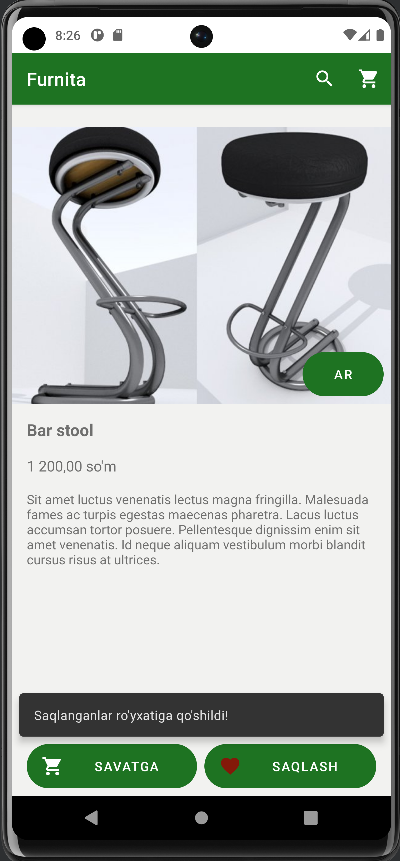 8:26
Furnita
AR
Bar stool
1 200,00 so'm
Sit amet luctus venenatis lectus magna fringilla. Malesuada
fames ac turpis egestas maecenas pharetra. Lacus luctus
accumsan tortor posuere. Pellentesque dignissim enim sit
amet venenatis. Id neque aliquam vestibulum morbi blandit
cursus risus at ultrices.
Saqlanganlar ro'yxatiga qo'shildi!
SAVATGA
SAQLASH